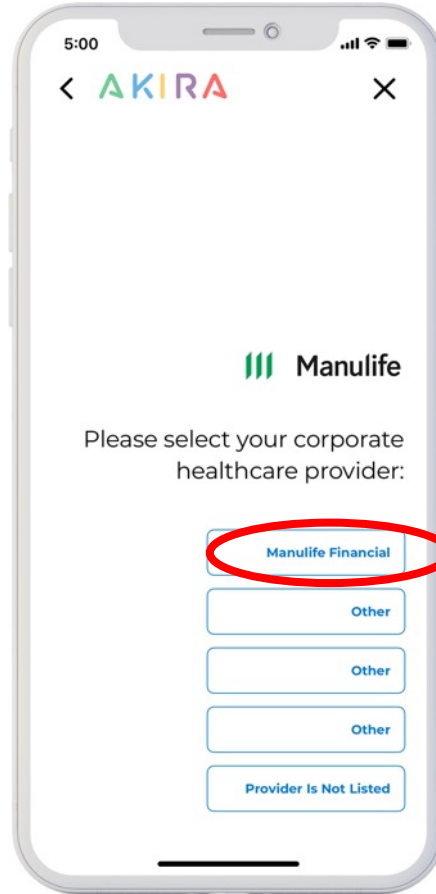 5:00
AKIRA
Manulife
Please select your corporate
healthcare provider:
Manulife Financial
Other
Other
Other
Provider Is Not Listed